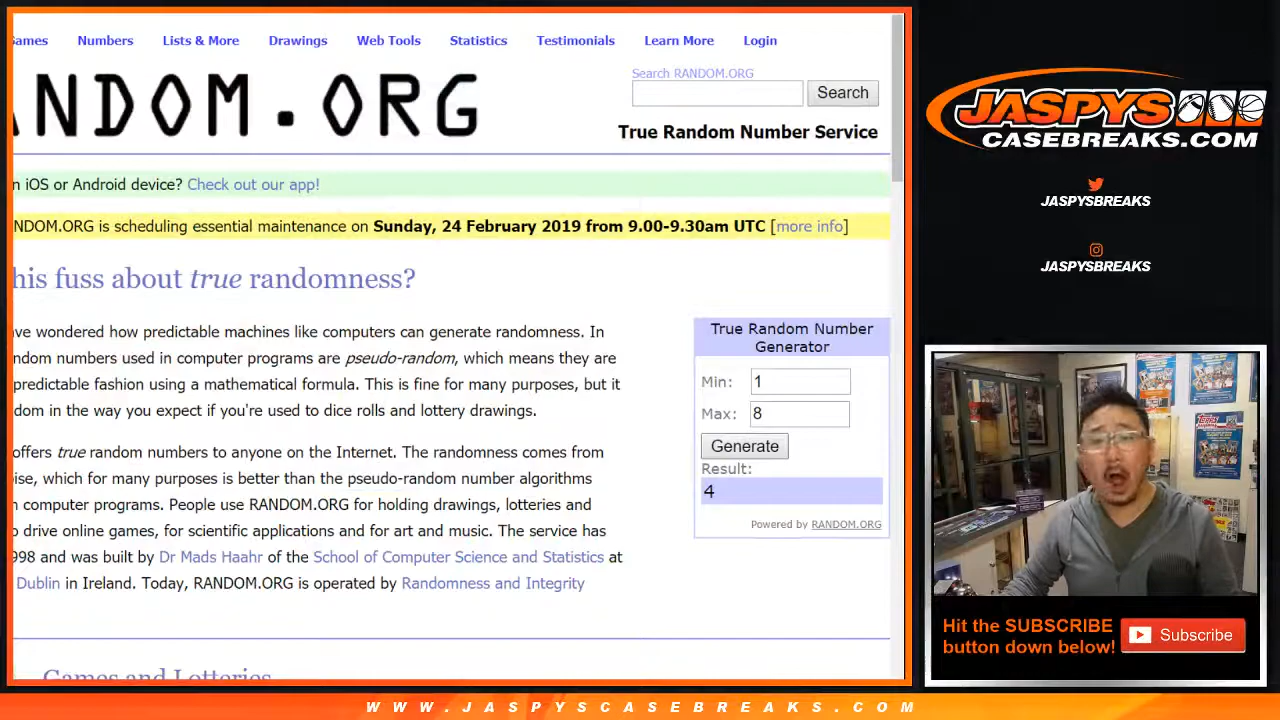 Games Numbers Lists & More Drawings Web Tools Statistics Testimonials Learn More Login
NDOM.ORG
Search RANDOM.ORG
Search
True Random Number Service
n iOS or Android device? Check out our app!
NDOM.ORG is scheduling essential maintenance on Sunday, 24 February 2019 from 9.00-9.30am UTC [more info]
his fuss about true randomness?
ve wondered how predictable machines like computers can generate randomness. In
ndom numbers used in computer programs are pseudo-random, which means they are
predictable fashion using a mathematical formula. This is fine for many purposes, but it
dom in the way you expect if you're used to dice rolls and lottery drawings.
offers true random numbers to anyone on the Internet. The randomness comes from
ise, which for many purposes is better than the pseudo-random number algorithms
n computer programs. People use RANDOM.ORG for holding drawings, lotteries and
o drive online games, for scientific applications and for art and music. The service has
998 and was built by Dr Mads Haahr of the School of Computer Science and Statistics at
Dublin in Ireland. Today, RANDOM.ORG is operated by Randomness and Integrity
Games and Lotteries
True Random Number
Generator
Min: 1
Max: 8
Generate
Result:
4
Powered by RANDOM.ORG
JASPYS
CASEBREAKS.COM
JASPYSBREAKS
JASPYSBREAKS
Hit the SUBSCRIBE
button down below!
Subscribe
WWW.JASPYSCASEBREAKS.COM